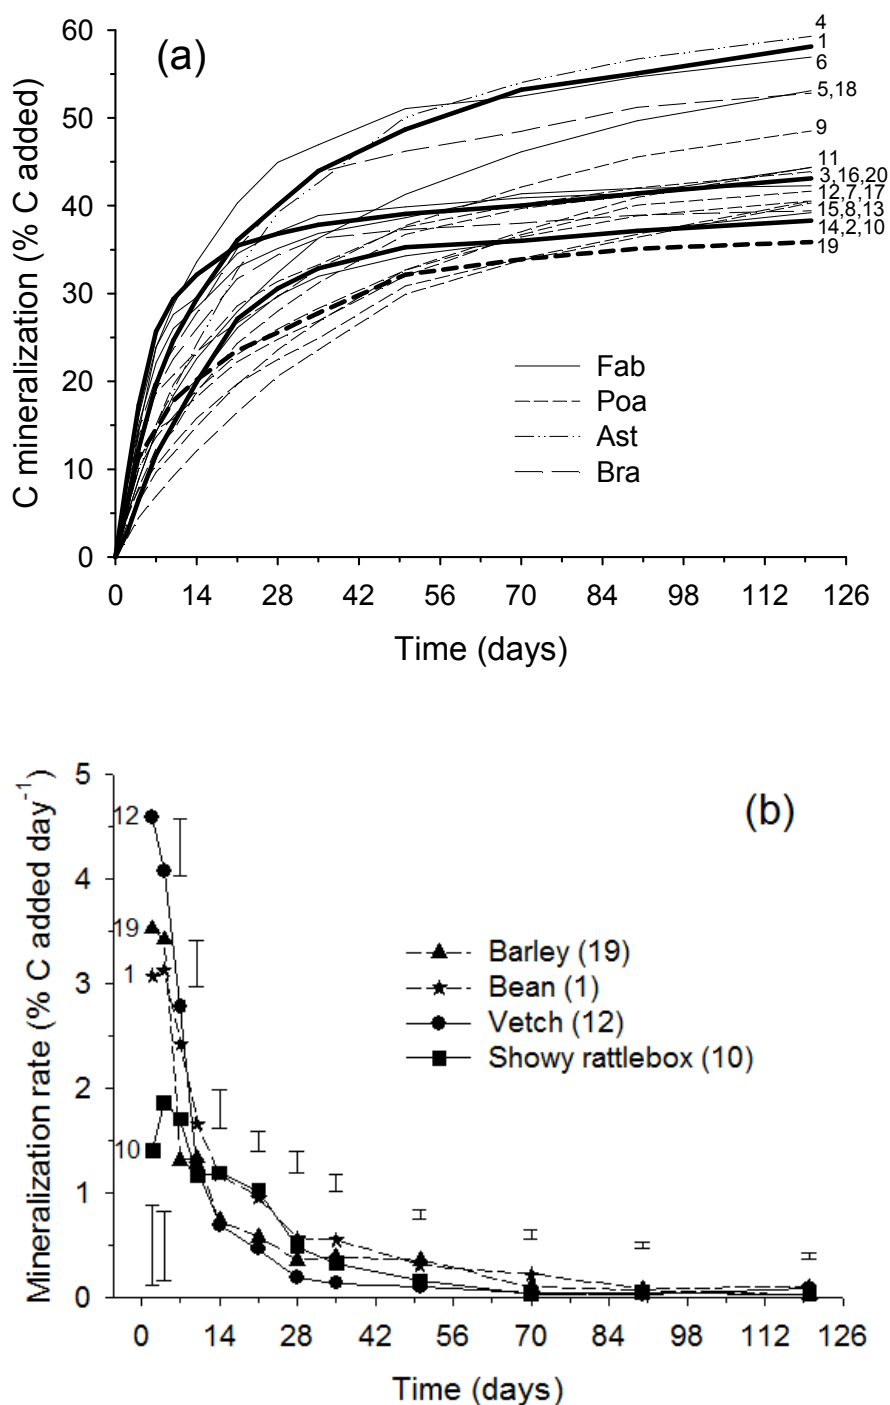 (a)
C mineralization (% C added)
60
50
40
30
20
10
0
4
1
6
5,18
9
11
3,16,20
12,7,17
15,8,13
14,2,10
19
Fab
Poa
Ast
Bra
0 14 28 42 56 70 84 98 112 126
Time (days)
(b)
Mineralization rate (% C added day-1)
5
4
3
2
1
0
12
19
1
10
Barley (19)
Bean (1)
Vetch (12)
Showy rattlebox (10)
0 14 28 42 56 70 84 98 112 126
Time (days)